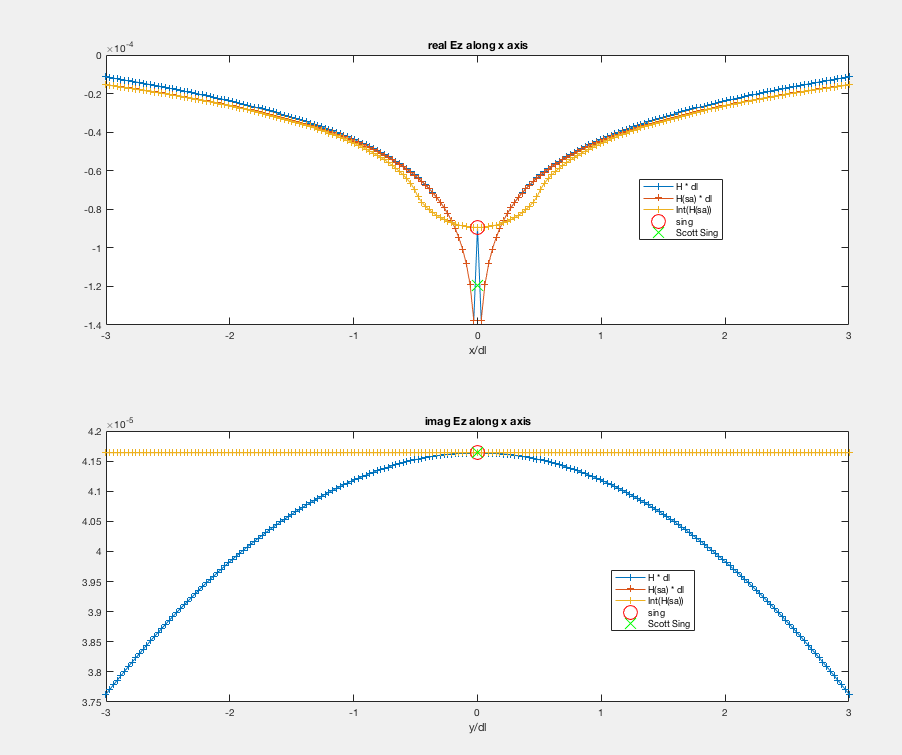 ×10-4
real Ez along x axis
0
-0.2
-0.4
-0.6
-0.8
-1
-1.2
-1.4
H * dl
H(sa) * dl
Int(H(sa))
sing
Scott Sing
-3 -2 -1 0 1 2 3
x/dl
×10-5
imag Ez along x axis
4.2
4.15
4.1
4.05
4
3.95
3.9
3.85
3.8
3.75
H * dl
H(sa) * dl
Int(H(sa))
sing
Scott Sing
-3 -2 -1 0 1 2 3
y/dl